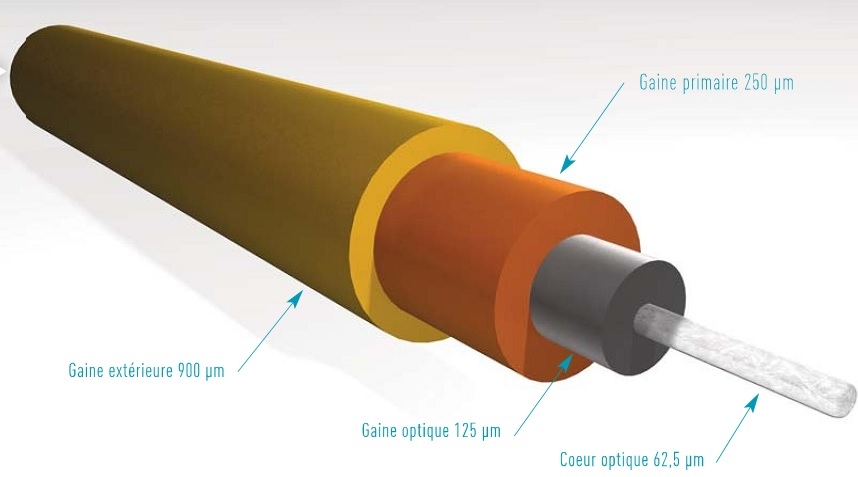 Gaine primaire 250 µm
Gaine extérieure 900 µm
Gaine optique 125 µm
Coeur optique 62,5 µm